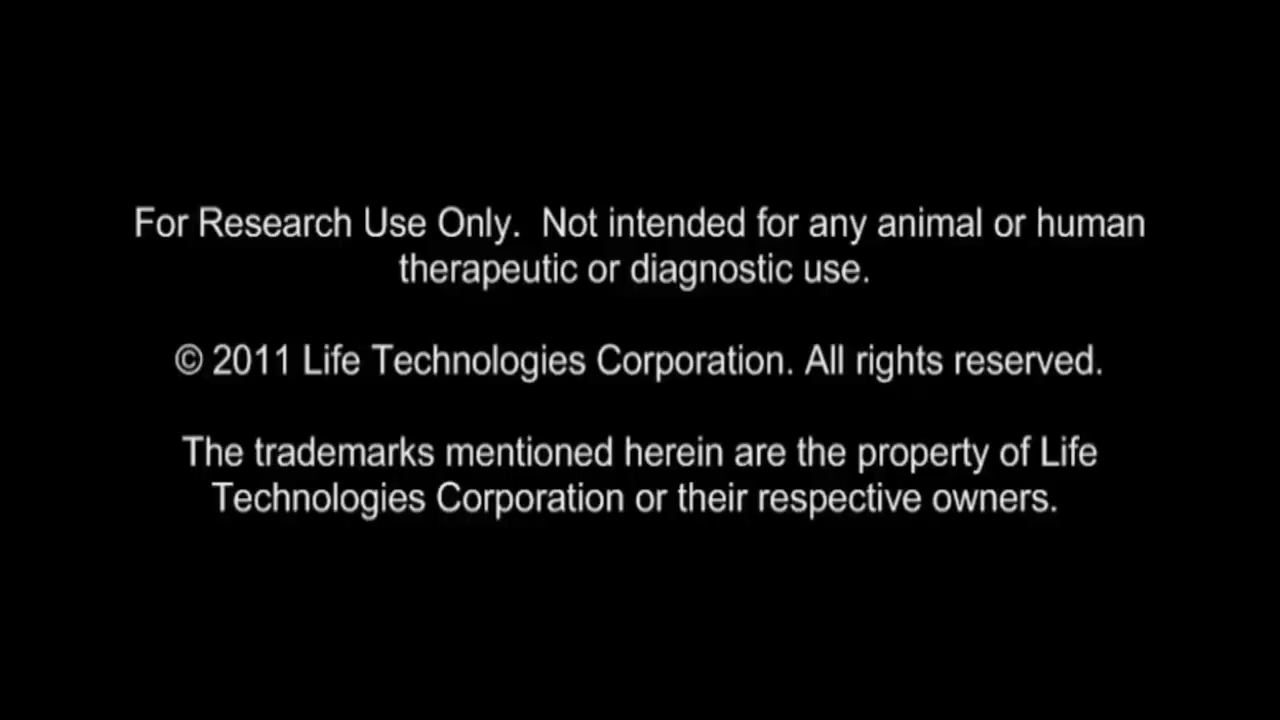 For Research Use Only.  Not intended for any animal or human
therapeutic or diagnostic use.
© 2011 Life Technologies Corporation. All rights reserved.
The trademarks mentioned herein are the property of Life
Technologies Corporation or their respective owners.